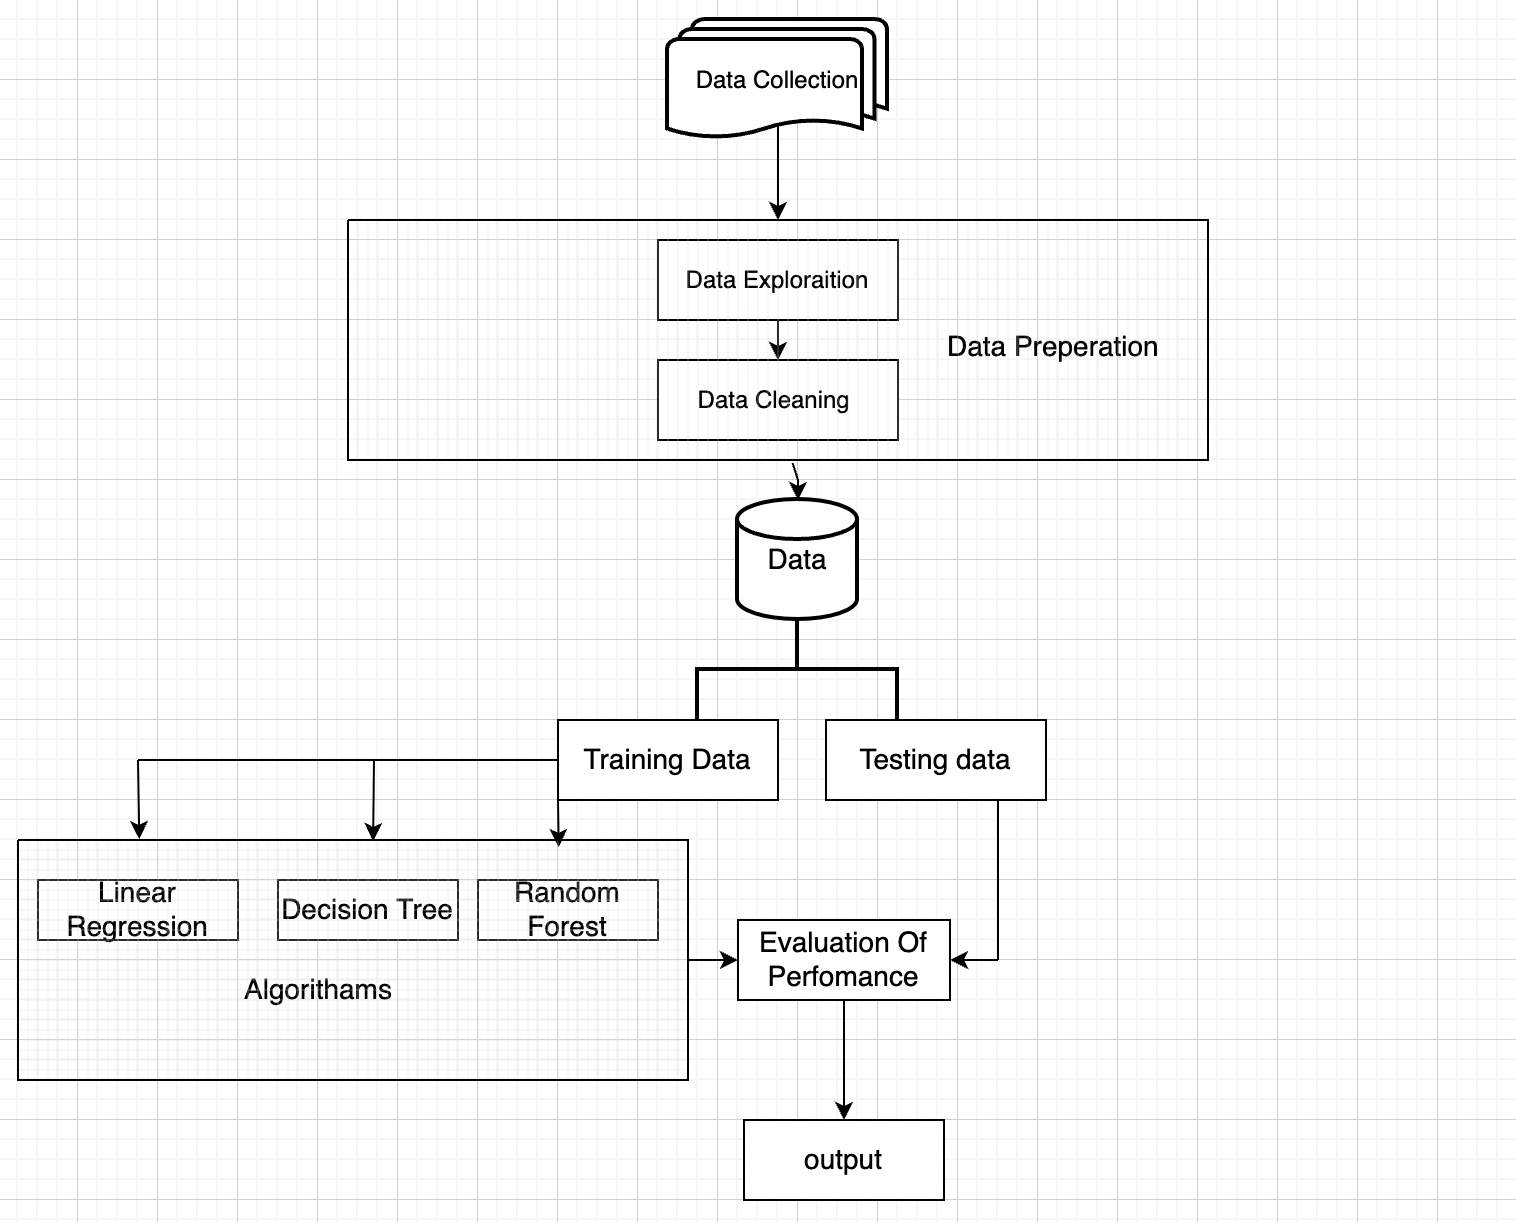 Data Collection
Data Exploraition
Data Preperation
Data Cleaning
Data
Training Data
Testing data
Linear
Regression
Decision Tree
Random
Forest
Algorithams
Evaluation Of
Perfomance
output